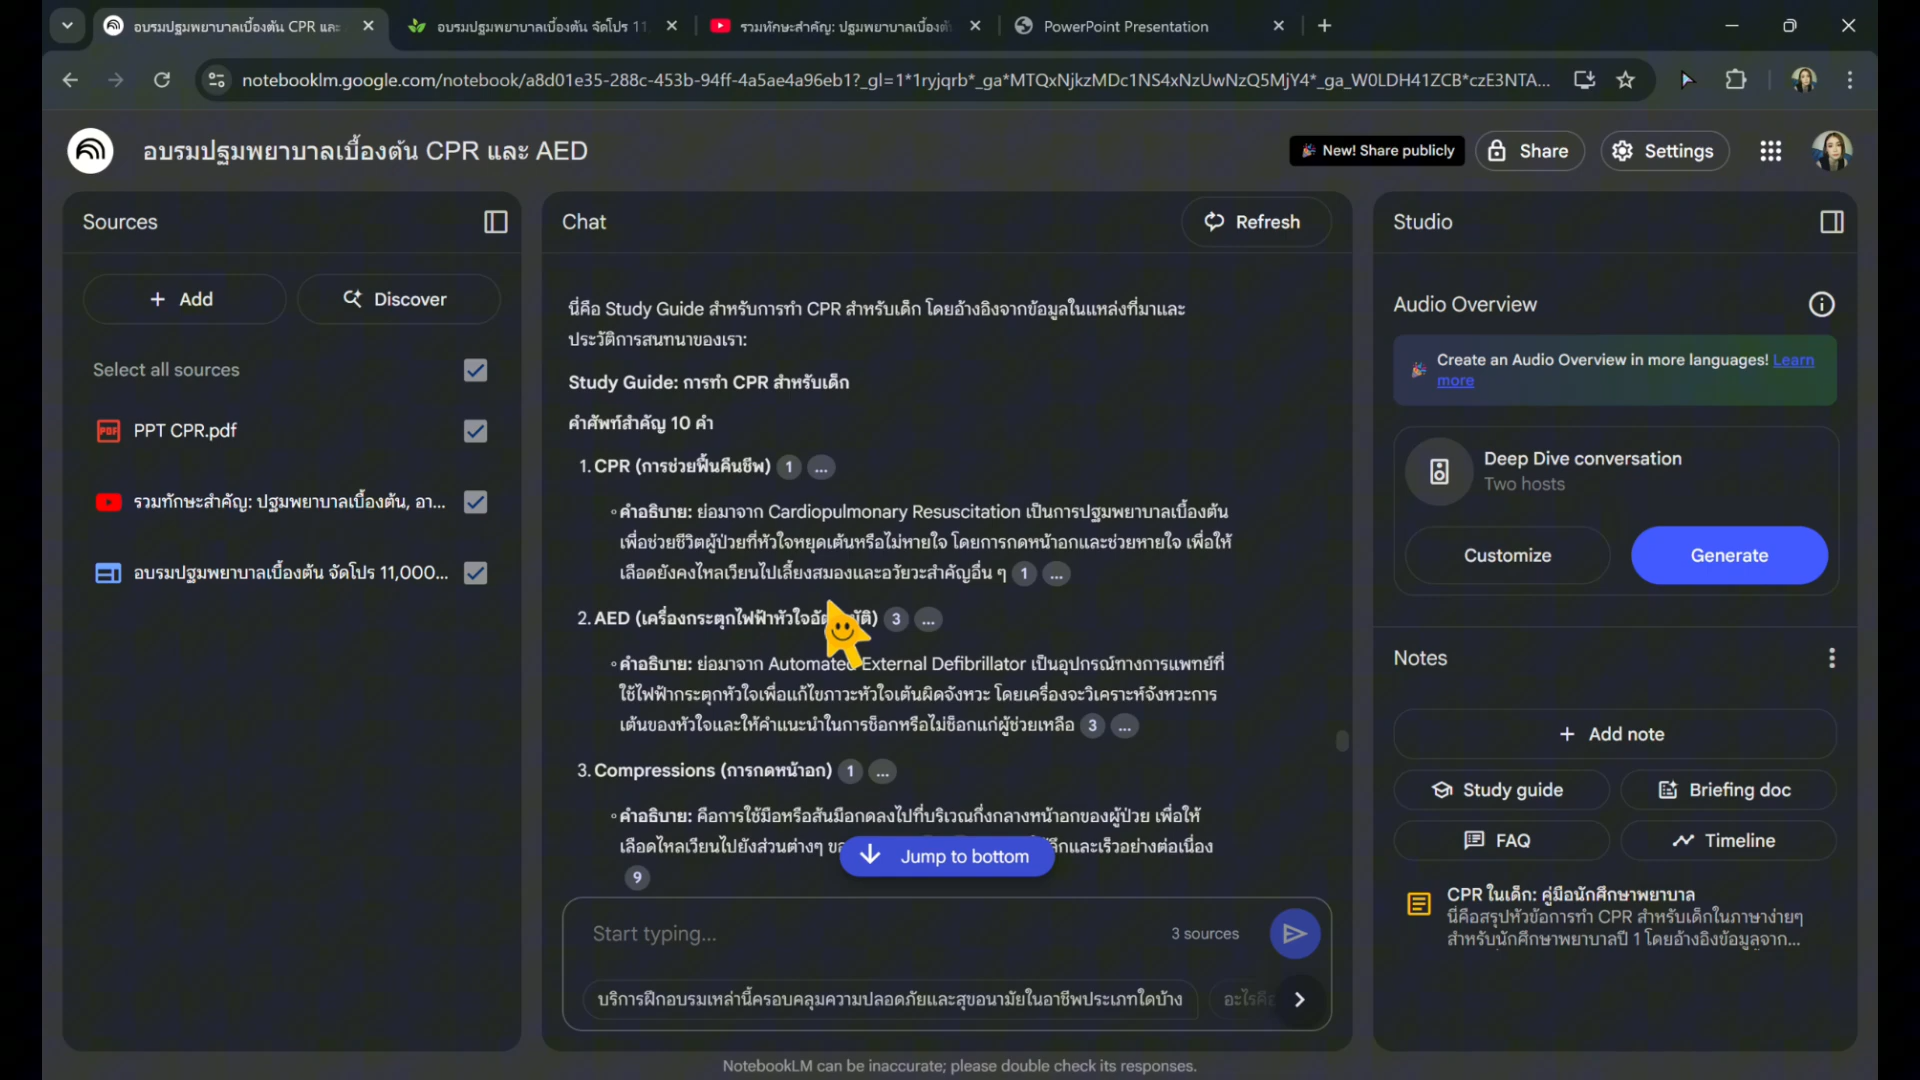 อบรมปฐมพยาบาลเบื้องต้น CPR และ
อบรมปฐมพยาบาลเบื้องต้น จัดโปร 11
รวมทักษะสำคัญ: ปฐมพยาบาลเบื้องต้
PowerPoint Presentation
notebooklm.google.com/notebook/a8d01e35-288c-453b-94ff-4a5ae4a96eb1?_gl=1*1ryjqrb*_ga*MTQxNjkzMDc1NS4xNzUwNzQ5MjY4*_ga_W0LDH41ZCB*czE3NTA...
อบรมปฐมพยาบาลเบื้องต้น CPR และ AED
New! Share publicly
Share
Settings
Sources
Add
Discover
Select all sources
PDF
PPT CPR.pdf
รวมทักษะสำคัญ: ปฐมพยาบาลเบื้องต้น, อา...
อบรมปฐมพยาบาลเบื้องต้น จัดโปร 11,000...
Chat
Refresh
นี่คือ Study Guide สำหรับการทำ CPR สำหรับเด็ก โดยอ้างอิงจากข้อมูลในแหล่งที่มาและ
ประวัติการสนทนาของเรา:
Study Guide: การทำ CPR สำหรับเด็ก
คำศัพท์สำคัญ 10 คำ
1. CPR (การช่วยฟื้นคืนชีพ) 1 ...
◦ คำอธิบาย: ย่อมาจาก Cardiopulmonary Resuscitation เป็นการปฐมพยาบาลเบื้องต้น
เพื่อช่วยชีวิตผู้ป่วยที่หัวใจหยุดเต้นหรือไม่หายใจ โดยการกดหน้าอกและช่วยหายใจ เพื่อให้
เลือดยังคงไหลเวียนไปเลี้ยงสมองและอวัยวะสำคัญอื่น ๆ 1 ...
2. AED (เครื่องกระตุกไฟฟ้าหัวใจอัตโนมัติ) 3 ...
◦ คำอธิบาย: ย่อมาจาก Automated External Defibrillator เป็นอุปกรณ์ทางการแพทย์ที่
ใช้ไฟฟ้ากระตุกหัวใจเพื่อแก้ไขภาวะหัวใจเต้นผิดจังหวะ โดยเครื่องจะวิเคราะห์จังหวะการ
เต้นของหัวใจและให้คำแนะนำในการช็อกหรือไม่ช็อกแก่ผู้ช่วยเหลือ 3 ...
3. Compressions (การกดหน้าอก) 1 ...
◦ คำอธิบาย: คือการใช้มือหรือส้นมือกดลงไปที่บริเวณกึ่งกลางหน้าอกของผู้ป่วย เพื่อให้
เลือดไหลเวียนไปยังส่วนต่างๆ ลึกและเร็วอย่างต่อเนื่อง
9
Jump to bottom
Start typing...
3 sources
บริการฝึกอบรมเหล่านี้ครอบคลุมความปลอดภัยและสุขอนามัยในอาชีพประเภทใดบ้าง
NotebookLM can be inaccurate; please double check its responses.
Studio
Audio Overview
Create an Audio Overview in more languages! Learn
more
Deep Dive conversation
Two hosts
Customize
Generate
Notes
Add note
Study guide
Briefing doc
FAQ
Timeline
CPR ในเด็ก: คู่มือนักศึกษาพยาบาล
นี่คือสรุปหัวข้อการทำ CPR สำหรับเด็กในภาษาง่ายๆ
สำหรับนักศึกษาพยาบาลปี 1 โดยอ้างอิงข้อมูลจาก...